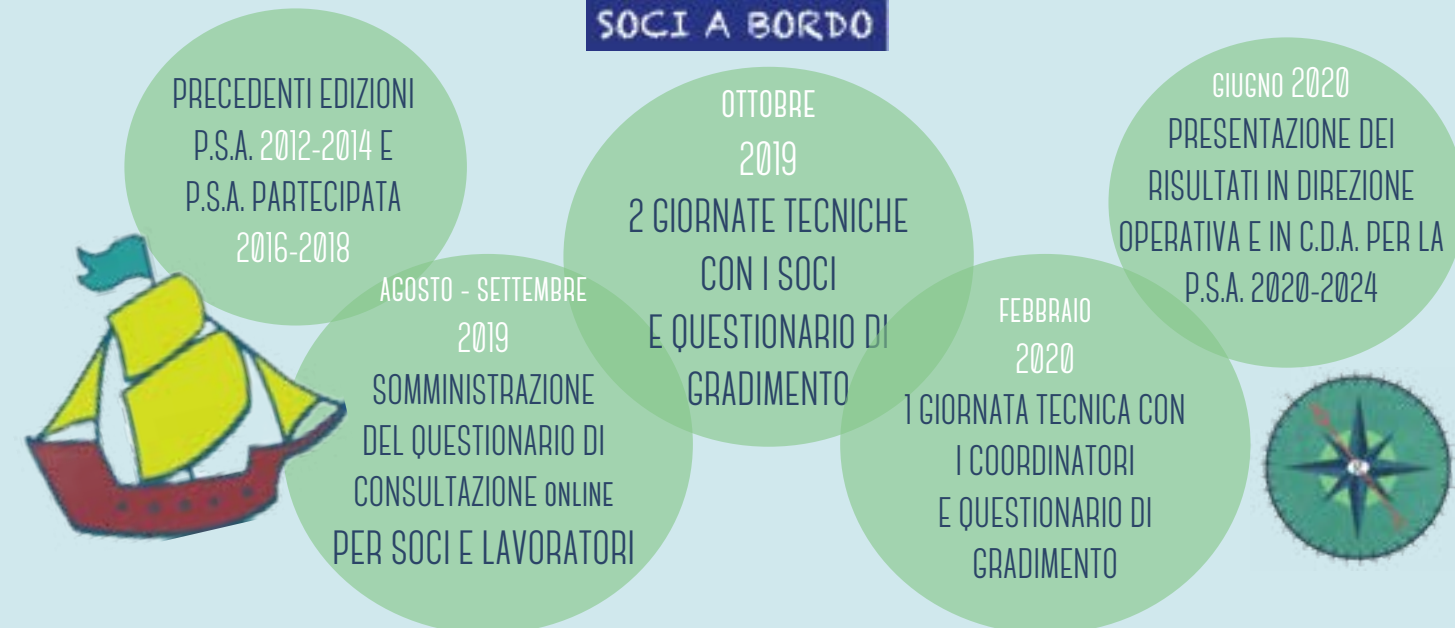 SOCI A BORDO
PRECEDENTI EDIZIONI
P.S.A. 2012-2014 E
P.S.A. PARTECIPATA
2016-2018
AGOSTO - SETTEMBRE
2019
SOMMINISTRAZIONE
DEL QUESTIONARIO DI
CONSULTAZIONE ONLINE
PER SOCI E LAVORATORI
OTTOBRE
2019
2 GIORNATE TECNICHE
CON I SOCI
E QUESTIONARIO DI
GRADIMENTO
FEBBRAIO
2020
1 GIORNATA TECNICA CON
I COORDINATORI
E QUESTIONARIO DI
GRADIMENTO
GIUGNO 2020
PRESENTAZIONE DEI
RISULTATI IN DIREZIONE
OPERATIVA E IN C.D.A. PER LA
P.S.A. 2020-2024